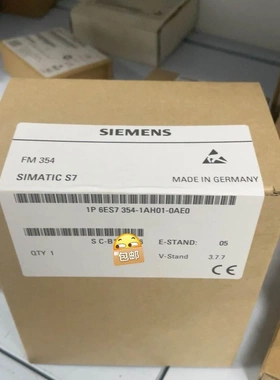 SIEMENS
FM 354
SIMATIC S7
MADE IN GERMANY
1P 6ES7 354-1AH01-0AE0
S C-B
E-STAND: 05
包邮
QTY 1
V-Stand 3.7.7
CE